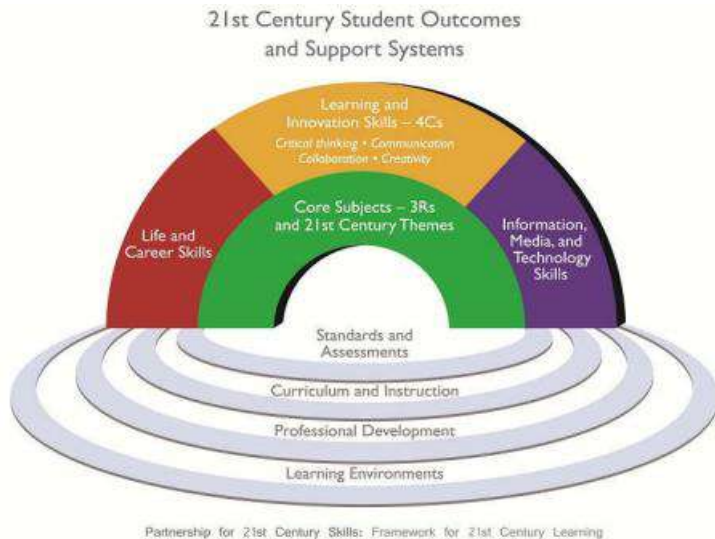 21st Century Student Outcomes
and Support Systems
Learning and
Innovation Skills – 4Cs
Critical thinking • Communication
Collaboration • Creativity
Core Subjects – 3Rs
and 21st Century Themes
Life and
Career Skills
Information,
Media, and
Technology
Skills
Standards and
Assessments
Curriculum and Instruction
Professional Development
Learning Environments
Partnership for 21st Century Skills: Framework for 21st Century Learning